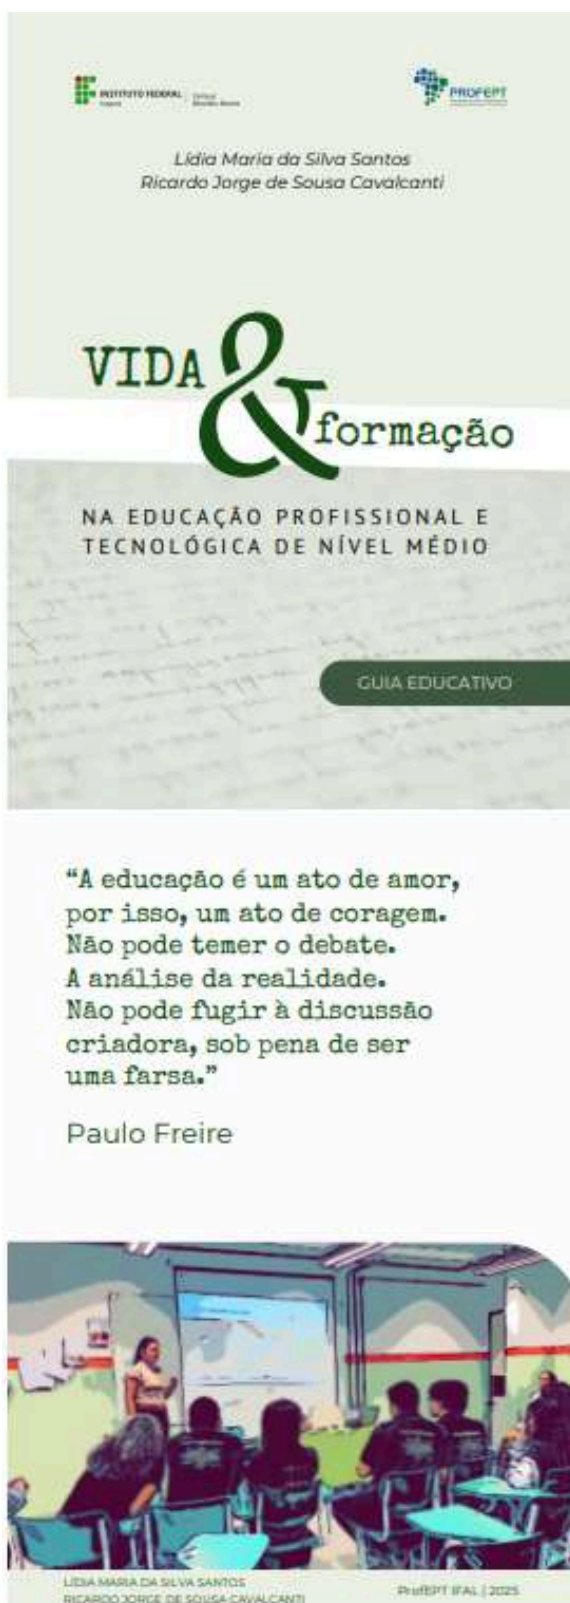 INSTITUTO FEDERAL
PROFEPT
Lídia Maria da Silva Santos
Ricardo Jorge de Sousa Cavalcanti
VIDA
&
formação
NA EDUCAÇÃO PROFISSIONAL E
TECNOLÓGICA DE NÍVEL MÉDIO
GUIA EDUCATIVO
“A educação é um ato de amor,
por isso, um ato de coragem.
Não pode temer o debate.
A análise da realidade.
Não pode fugir à discussão
criadora, sob pena de ser
uma farsa.”
Paulo Freire
LÍDIA MARIA DA SILVA SANTOS
RICARDO JORGE DE SOUSA CAVALCANTI
ProfEPT IFAL | 2025